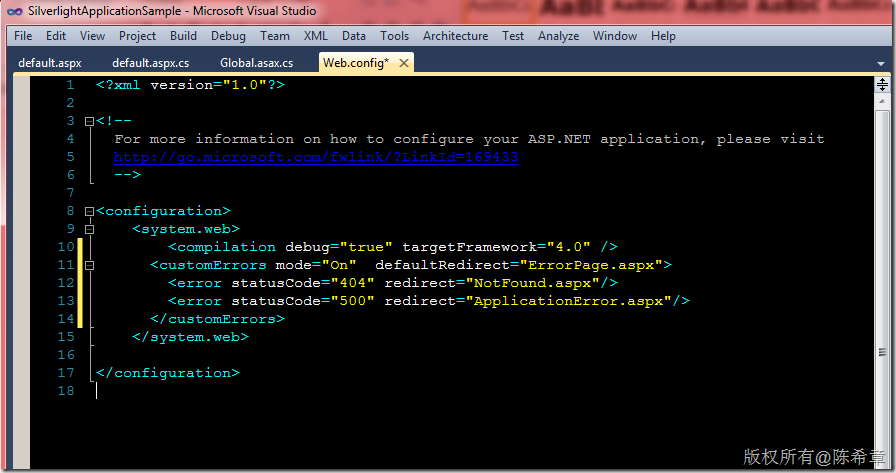 SilverlightApplicationSample - Microsoft Visual Studio
File Edit View Project Build Debug Team XML Data Tools Architecture Test Analyze Window Help
default.aspx default.aspx.cs Global.asax.cs Web.config* ×
1 <?xml version="1.0"?>
2
3 <!--
4 For more information on how to configure your ASP.NET application, please visit
5 http://go.microsoft.com/fwlink/?LinkId=169433
6 -->
7
8 <configuration>
9 <system.web>
10 <compilation debug="true" targetFramework="4.0" />
11 <customErrors mode="On"  defaultRedirect="ErrorPage.aspx">
12 <error statusCode="404" redirect="NotFound.aspx"/>
13 <error statusCode="500" redirect="ApplicationError.aspx"/>
14 </customErrors>
15 </system.web>
16
17 </configuration>
18
版权所有@陈希章